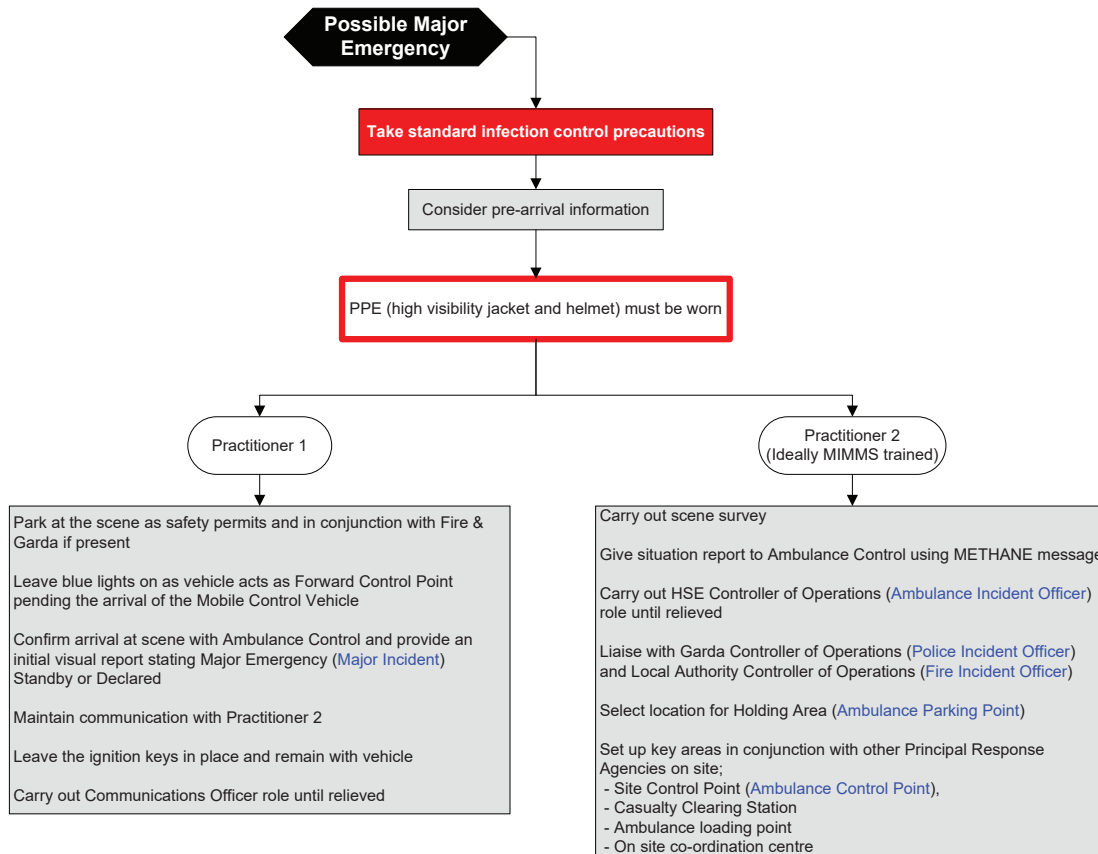 Possible Major
Emergency
Take standard infection control precautions
Consider pre-arrival information
PPE (high visibility jacket and helmet) must be worn
Practitioner 1
Practitioner 2
(Ideally MIMMS trained)
Park at the scene as safety permits and in conjunction with Fire &
Garda if present
Leave blue lights on as vehicle acts as Forward Control Point
pending the arrival of the Mobile Control Vehicle
Confirm arrival at scene with Ambulance Control and provide an
initial visual report stating Major Emergency (Major Incident)
Standby or Declared
Maintain communication with Practitioner 2
Leave the ignition keys in place and remain with vehicle
Carry out Communications Officer role until relieved
Carry out scene survey
Give situation report to Ambulance Control using METHANE message
Carry out HSE Controller of Operations (Ambulance Incident Officer)
role until relieved
Liaise with Garda Controller of Operations (Police Incident Officer)
and Local Authority Controller of Operations (Fire Incident Officer)
Select location for Holding Area (Ambulance Parking Point)
Set up key areas in conjunction with other Principal Response
Agencies on site;
- Site Control Point (Ambulance Control Point),
- Casualty Clearing Station
- Ambulance loading point
- On site co-ordination centre